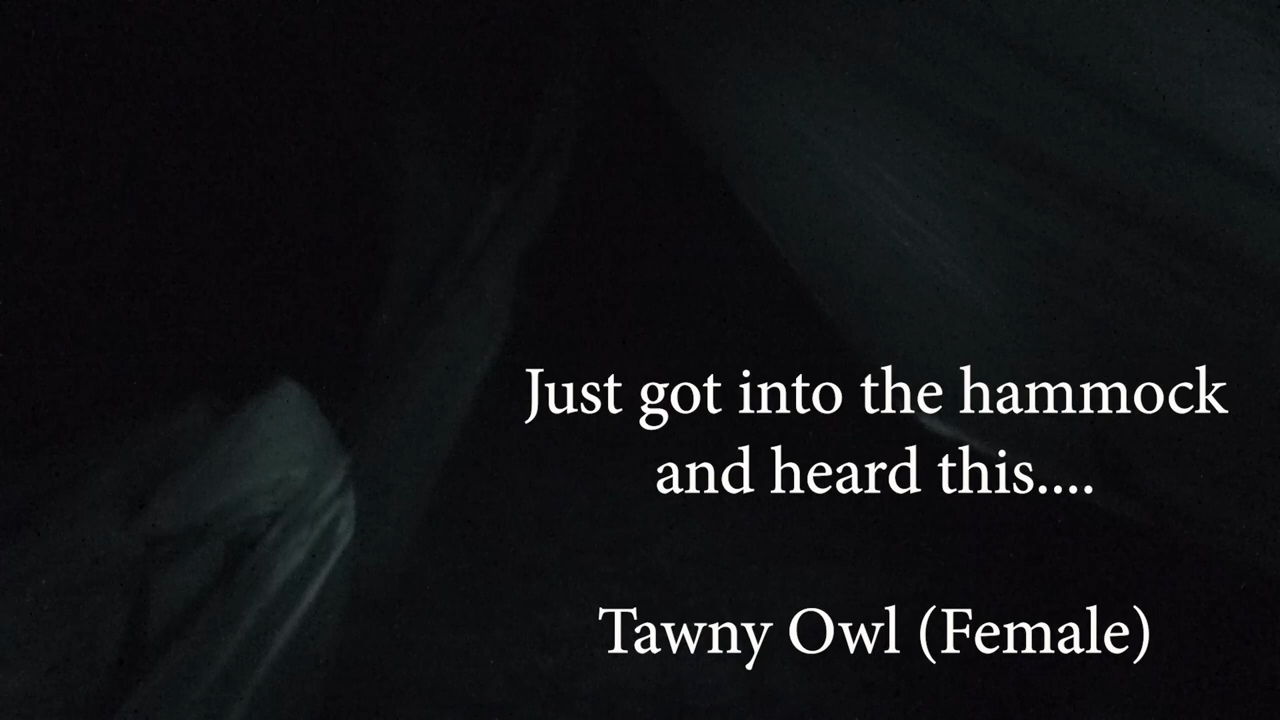 Just got into the hammock
and heard this....
Tawny Owl (Female)